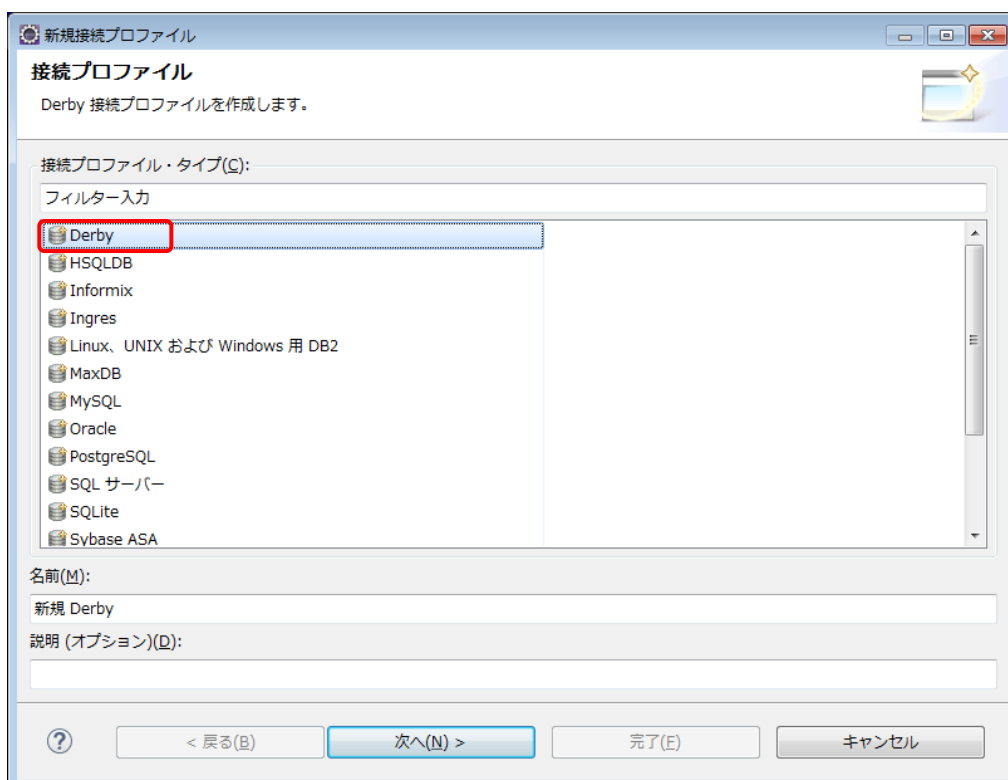 新規接続プロファイル
接続プロファイル
Derby 接続プロファイルを作成します。
接続プロファイル・タイプ(C):
フィルター入力
Derby
HSQLDB
Informix
Ingres
Linux、UNIX および Windows 用 DB2
MaxDB
MySQL
Oracle
PostgreSQL
SQL サーバー
SQLite
Sybase ASA
名前(M):
新規 Derby
説明 (オプション)(D):
< 戻る(B) 次へ(N) > 完了(F) キャンセル